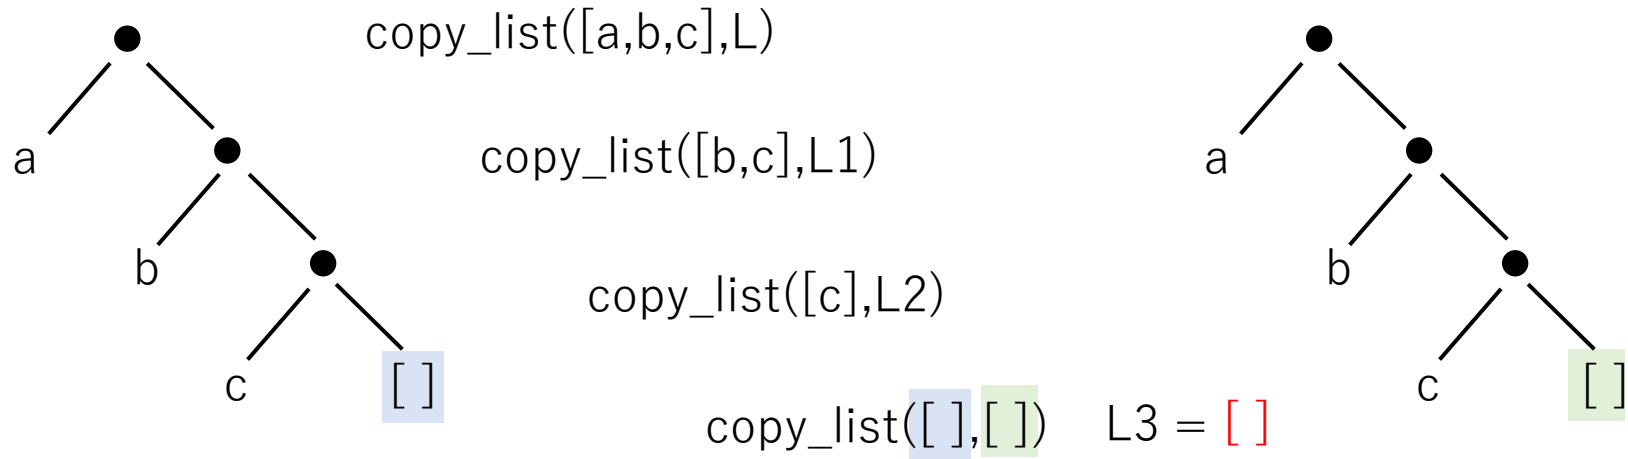 copy_list([a,b,c],L)
a
copy_list([b,c],L1)
a
b
copy_list([c],L2)
b
c
[ ]
c
[ ]
copy_list([ ],[ ]) L3 = [ ]